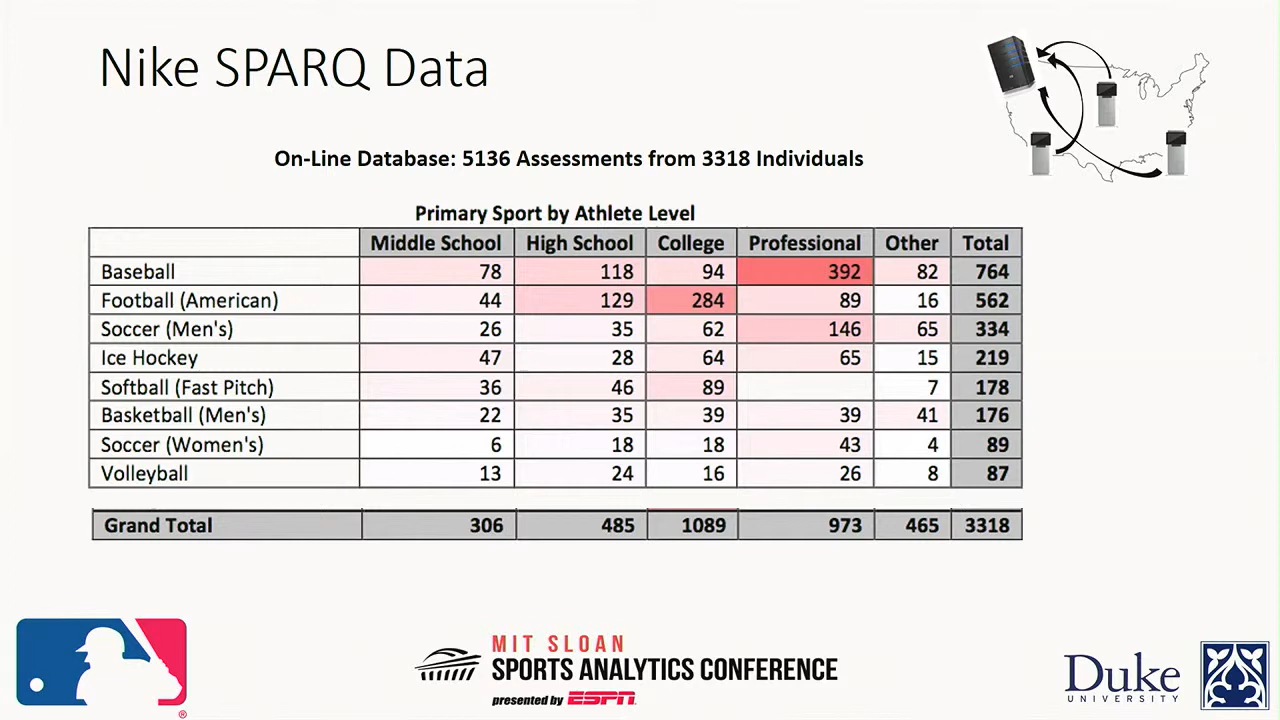 Nike SPARQ Data
On-Line Database: 5136 Assessments from 3318 Individuals
Primary Sport by Athlete Level
Middle School High School College Professional Other Total
Baseball 78 118 94 392 82 764
Football (American) 44 129 284 89 16 562
Soccer (Men's) 26 35 62 146 65 334
Ice Hockey 47 28 64 65 15 219
Softball (Fast Pitch) 36 46 89 7 178
Basketball (Men's) 22 35 39 39 41 176
Soccer (Women's) 6 18 18 43 4 89
Volleyball 13 24 16 26 8 87
Grand Total 306 485 1089 973 465 3318
MIT SLOAN
SPORTS ANALYTICS CONFERENCE
presented by ESPN
Duke
UNIVERSITY
®